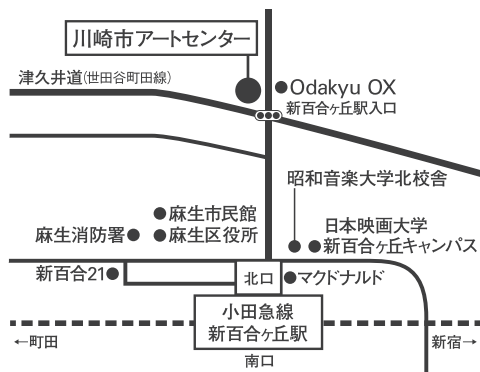 川崎市アートセンター
津久井道(世田谷町田線)
Odakyu OX
新百合ヶ丘駅入口
昭和音楽大学北校舎
麻生市民館
日本映画大学
麻生消防署
麻生区役所
新百合ヶ丘キャンパス
新百合21
北口
マクドナルド
小田急線
新百合ヶ丘駅
←町田
新宿→
南口